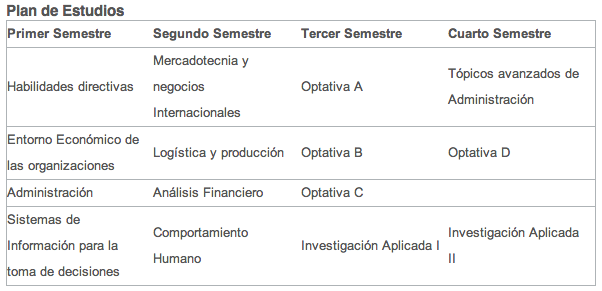 Plan de Estudios
Primer Semestre Segundo Semestre Tercer Semestre Cuarto Semestre
Habilidades directivas
Mercadotecnia y
negocios
Internacionales
Optativa A
Tópicos avanzados de
Administración
Entorno Económico de
las organizaciones
Logística y producción
Optativa B
Optativa D
Administración
Análisis Financiero
Optativa C
Sistemas de
Información para la
toma de decisiones
Comportamiento
Humano
Investigación Aplicada I
Investigación Aplicada
II